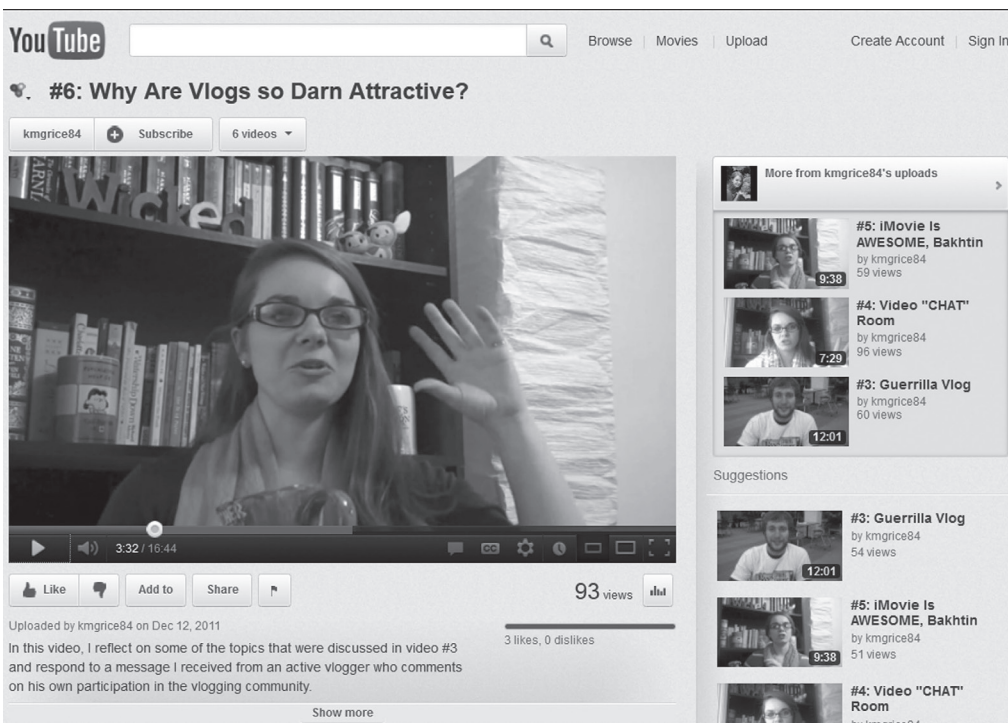 YouTube
Browse Movies Upload Create Account Sign In
#6: Why Are Vlogs so Darn Attractive?
kmgrice84 Subscribe 6 videos
Wicked
3:32 / 16:44
CC
Like Add to Share
93 views
Uploaded by kmgrice84 on Dec 12, 2011
3 likes, 0 dislikes
In this video, I reflect on some of the topics that were discussed in video #3
and respond to a message I received from an active vlogger who comments
on his own participation in the vlogging community.
Show more
More from kmgrice84's uploads
#5: iMovie Is
AWESOME, Bakhtin
by kmgrice84
59 views
9:38
#4: Video "CHAT"
Room
by kmgrice84
96 views
7:29
#3: Guerrilla Vlog
by kmgrice84
60 views
12:01
Suggestions
#3: Guerrilla Vlog
by kmgrice84
54 views
12:01
#5: iMovie Is
AWESOME, Bakhtin
by kmgrice84
51 views
9:38
#4: Video "CHAT"
Room